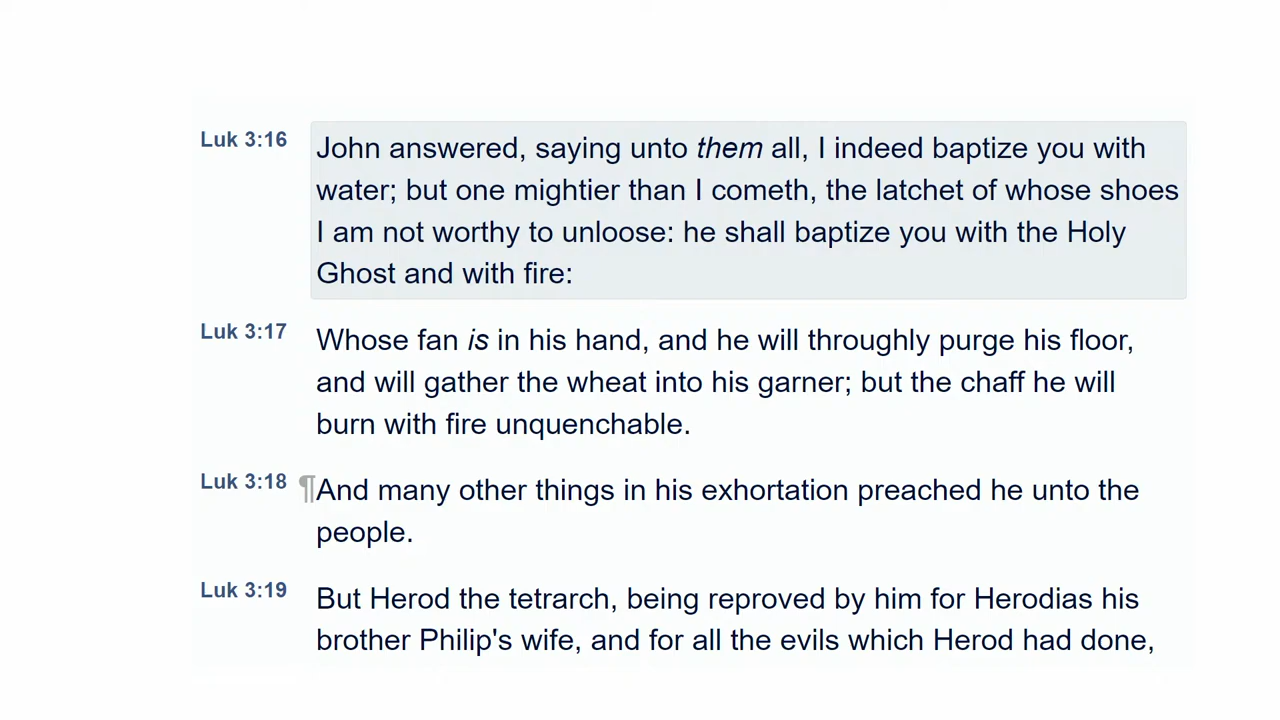 Luk 3:16 John answered, saying unto them all, I indeed baptize you with
water; but one mightier than I cometh, the latchet of whose shoes
I am not worthy to unloose: he shall baptize you with the Holy
Ghost and with fire:
Luk 3:17 Whose fan is in his hand, and he will throughly purge his floor,
and will gather the wheat into his garner; but the chaff he will
burn with fire unquenchable.
Luk 3:18 ¶And many other things in his exhortation preached he unto the
people.
Luk 3:19 But Herod the tetrarch, being reproved by him for Herodias his
brother Philip's wife, and for all the evils which Herod had done,